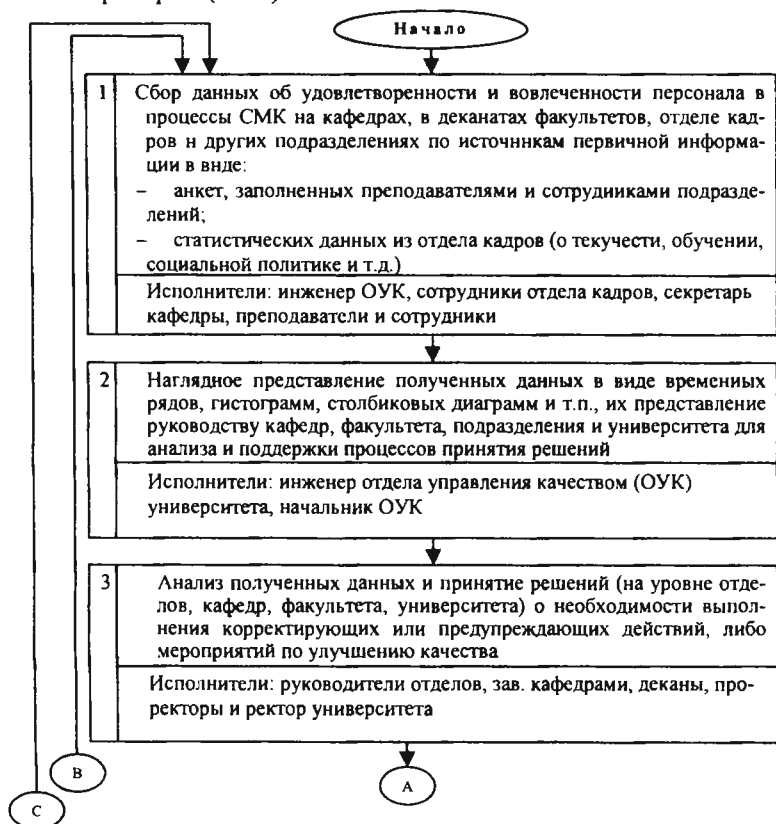 Начало
1 Сбор данных об удовлетворенности и вовлеченности персонала в
процессы СМК на кафедрах, в деканатах факультетов, отделе кад-
ров и других подразделениях по источникам первичной информа-
ции в виде:
– анкет, заполненных преподавателями и сотрудниками подразде-
лений;
– статистических данных из отдела кадров (о текучести, обучении,
социальной политике и т.д.)
Исполнители: инженер ОУК, сотрудники отдела кадров, секретарь
кафедры, преподаватели и сотрудники
2 Наглядное представление полученных данных в виде временных
рядов, гистограмм, столбиковых диаграмм и т.п., их представление
руководству кафедр, факультета, подразделения и университета для
анализа и поддержки процессов принятия решений
Исполнители: инженер отдела управления качеством (ОУК)
университета, начальник ОУК
3 Анализ полученных данных и принятие решений (на уровне отде-
лов, кафедр, факультета, университета) о необходимости выпол-
нения корректирующих или предупреждающих действий, либо
мероприятий по улучшению качества
Исполнители: руководители отделов, зав. кафедрами, деканы, про-
ректоры и ректор университета
B
A
C